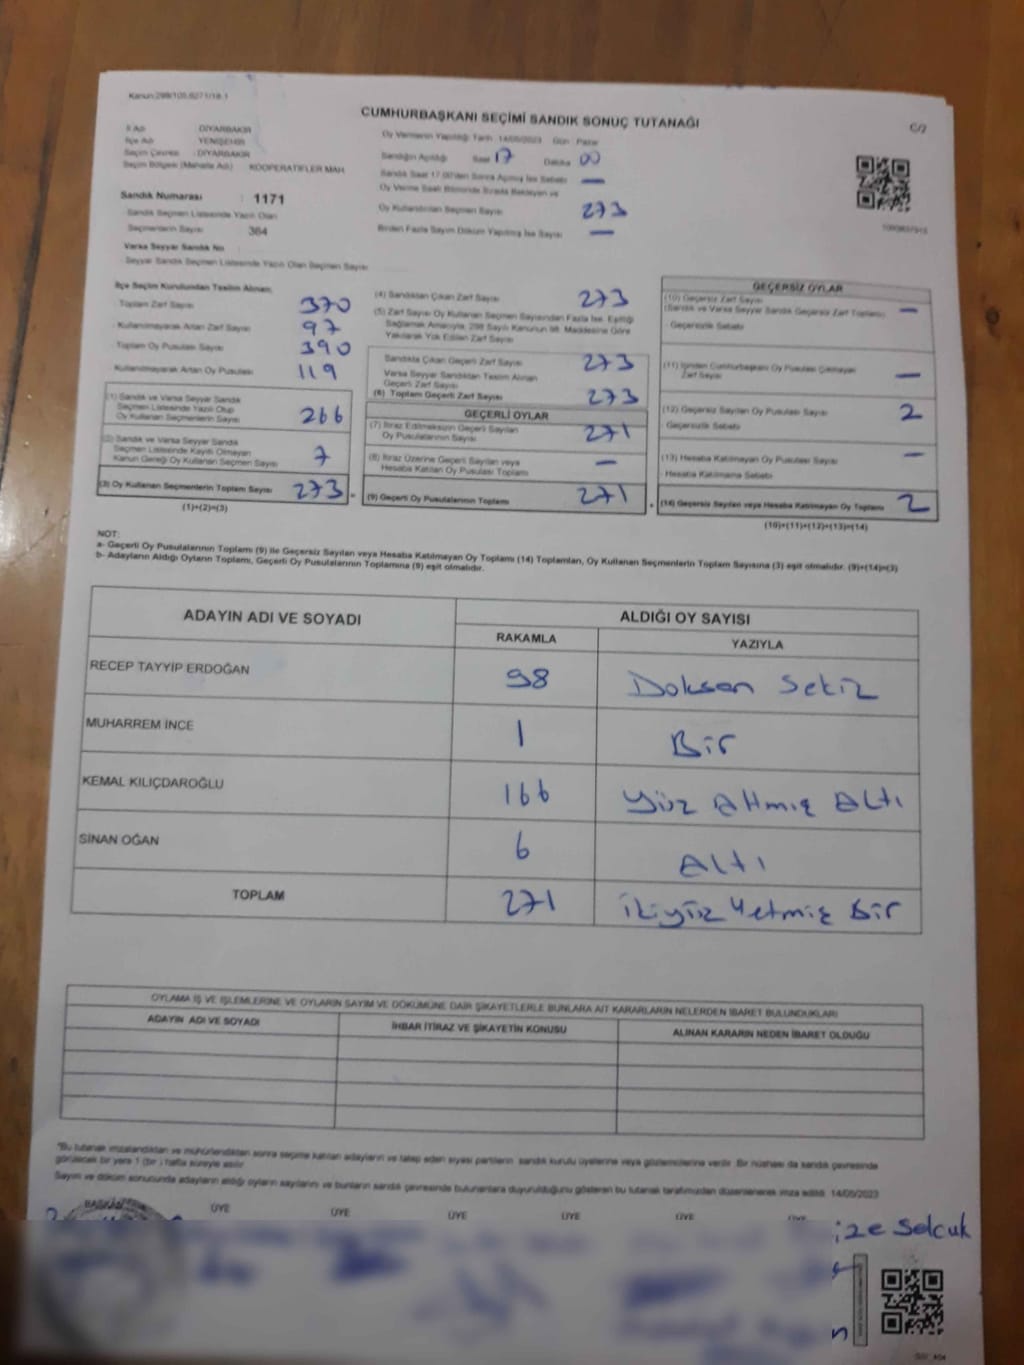 Kanun:298/105,6271/18.1
CUMHURBAŞKANI SEÇİMİ SANDIK SONUÇ TUTANAĞI
C/7
İl Adı : DİYARBAKIR
İlçe Adı : YENİŞEHİR
Seçim Çevresi : DİYARBAKIR
Seçim Bölgesi (Mahalle Adı) : KOOPERATİFLER MAH
Sandık Numarası : 1171
Sandık Seçmen Listesinde Yazılı Olan
Seçmenlerin Sayısı : 364
Varsa Seyyar Sandık No
Seyyar Sandık Seçmen Listesinde Yazılı Olan Seçmen Sayısı
Oy Vermenin Yapıldığı Tarih 14/05/2023 Gün Pazar
Sandığın Açıldığı Saat 17 Dakika 00
Sandık Saat 17.00'den Sonra Açılmış İse Sebebi —
Oy Verme Saati Bitiminde Sırada Bekleyen ve
Oy Kullandırılan Seçmen Sayısı 273
Birden Fazla Sayım Döküm Yapılmış İse Sayısı —
İlçe Seçim Kurulundan Teslim Alınan:
Toplam Zarf Sayısı 370
Kullanılmayarak Artan Zarf Sayısı 97
Toplam Oy Pusulası Sayısı 390
Kullanılmayarak Artan Oy Pusulası 119
(1) Sandık ve Varsa Seyyar Sandık
Seçmen Listesinde Yazılı Olup
Oy Kullanan Seçmenlerin Sayısı 266
(2) Sandık ve Varsa Seyyar Sandık
Seçmen Listesinde Kayıtlı Olmayan
Kanun Gereği Oy Kullanan Seçmen Sayısı 7
(3) Oy Kullanan Seçmenlerin Toplam Sayısı 273 =
(1)+(2)=(3)
(4) Sandıktan Çıkan Zarf Sayısı 273
(5) Zarf Sayısı Oy Kullanan Seçmen Sayısından Fazla İse, Eşitliği
Sağlamak Amacıyla, 298 Sayılı Kanunun 98. Maddesine Göre
Yakılarak Yok Edilen Zarf Sayısı
Sandıkta Çıkan Geçerli Zarf Sayısı 273
Varsa Seyyar Sandıktan Teslim Alınan
Geçerli Zarf Sayısı
(6) Toplam Geçerli Zarf Sayısı 273
GEÇERLİ OYLAR
(7) İtiraz Edilmeksizin Geçerli Sayılan
Oy Pusulalarının Sayısı 271
(8) İtiraz Üzerine Geçerli Sayılan veya
Hesaba Katılan Oy Pusulası Toplamı —
(9) Geçerli Oy Pusulalarının Toplamı 271 +
GEÇERSİZ OYLAR
(10) Geçersiz Zarf Sayısı
(Sandık ve Varsa Seyyar Sandık Geçersiz Zarf Toplamı) —
Geçersizlik Sebebi
(11) İçinden Cumhurbaşkanı Oy Pusulası Çıkmayan
Zarf Sayısı —
(12) Geçersiz Sayılan Oy Pusulası Sayısı 2
Geçersizlik Sebebi
(13) Hesaba Katılmayan Oy Pusulası Sayısı —
Hesaba Katılmama Sebebi
(14) Geçersiz Sayılan veya Hesaba Katılmayan Oy Toplamı 2
(10)+(11)+(12)+(13)=(14)
NOT:
a- Geçerli Oy Pusulalarının Toplamı (9) ile Geçersiz Sayılan veya Hesaba Katılmayan Oy Toplamı (14) Toplamları, Oy Kullanan Seçmenlerin Toplam Sayısına (3) eşit olmalıdır. (9)+(14)=(3)
b- Adayların Aldığı Oyların Toplamı, Geçerli Oy Pusulalarının Toplamına (9) eşit olmalıdır.
ADAYIN ADI VE SOYADI ALDIĞI OY SAYISI
RAKAMLA YAZIYLA
RECEP TAYYİP ERDOĞAN 98 Doksan Sekiz
MUHARREM İNCE 1 Bir
KEMAL KILIÇDAROĞLU 166 Yüz Altmış Altı
SİNAN OĞAN 6 Altı
TOPLAM 271 İkiyüz Yetmiş Bir
OYLAMA İŞ VE İŞLEMLERİNE VE OYLARIN SAYIM VE DÖKÜMÜNE DAİR ŞİKAYETLERLE BUNLARA AİT KARARLARIN NELERDEN İBARET BULUNDUKLARI
ADAYIN ADI VE SOYADI İHBAR İTİRAZ VE ŞİKAYETİN KONUSU ALINAN KARARIN NEDEN İBARET OLDUĞU
*Bu tutanak imzalandıktan ve mühürlendikten sonra seçime katılan adayların ve talep eden siyasi partilerin sandık kurulu üyelerine veya gözlemcilerine verilir. Bir nüshası da sandık çevresinde
görülecek bir yere 1 (bir) hafta süreyle asılır.
Sayım ve döküm sonucunda adayların aldığı oyların sayılarını ve bunların sandık çevresinde bulunanlara duyurulduğunu gösteren bu tutanak tarafımızdan düzenlenerek imza edildi. 14/05/2023
BAŞKAN ÜYE ÜYE ÜYE ÜYE ÜYE ÜYE
Selcuk